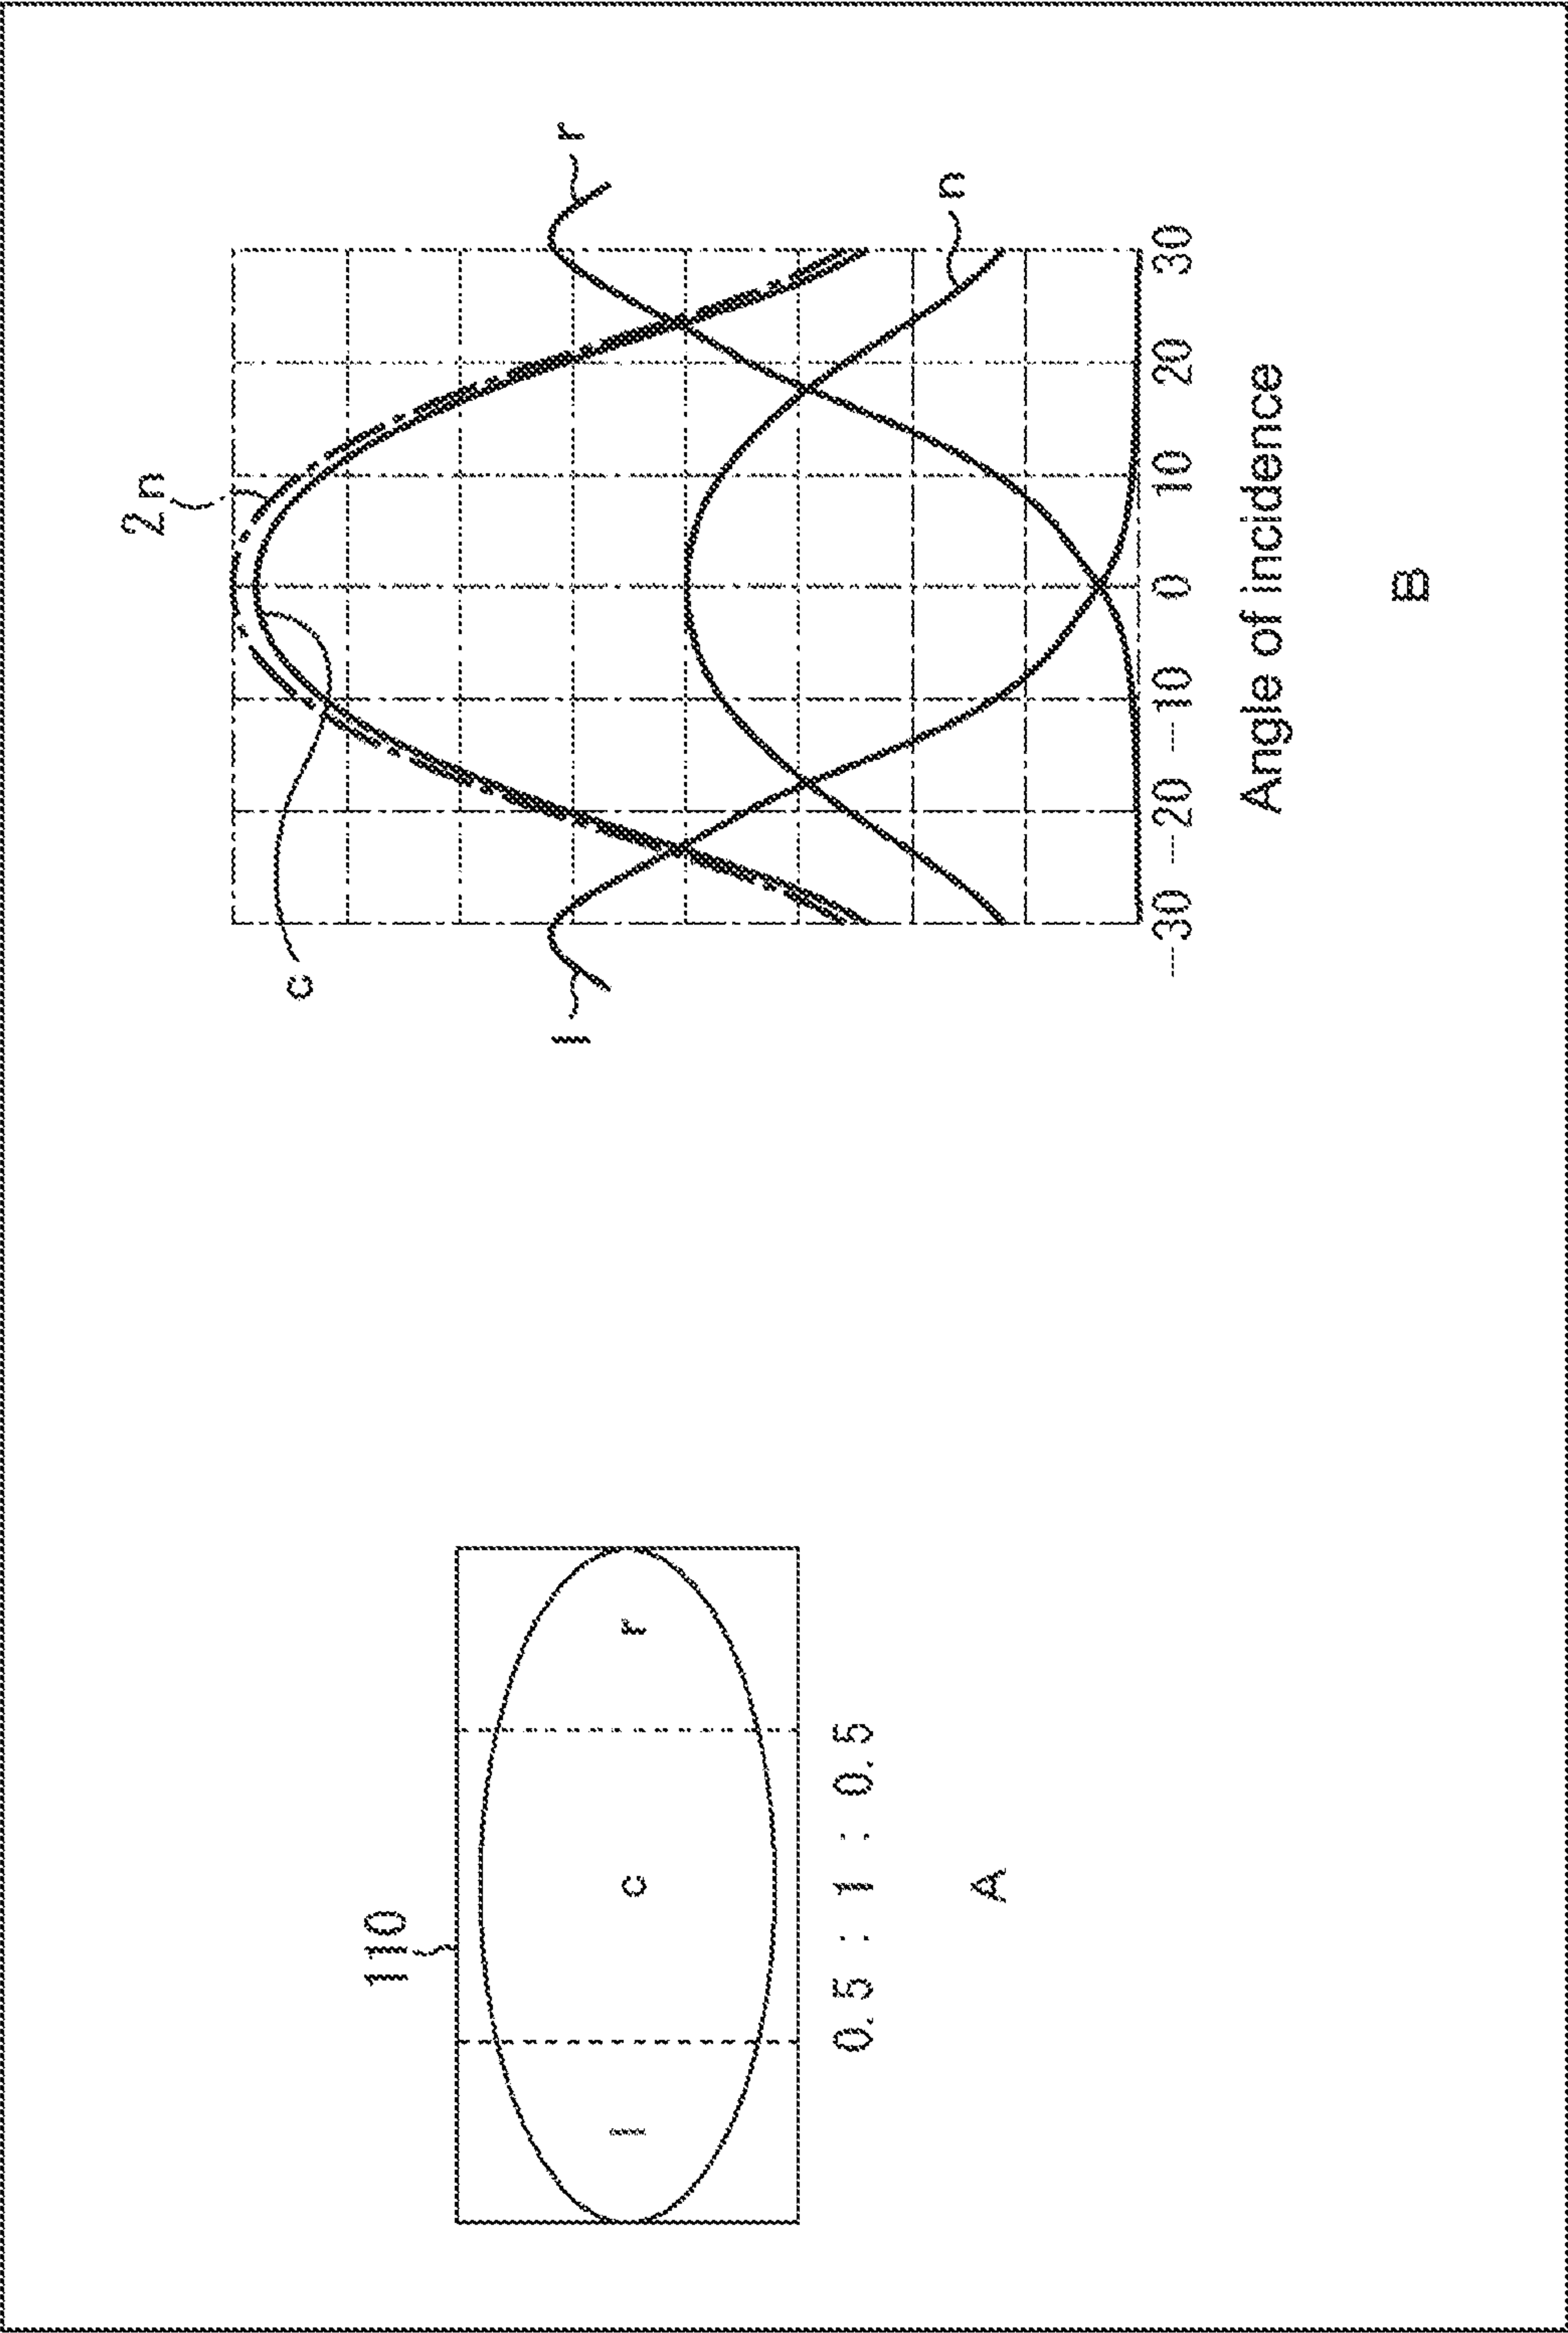 110
l
c
r
0.5 : 1 : 0.5
A
2n
c
l
r
n
—30 —20 —10 0 10 20 30
Angle of incidence
B